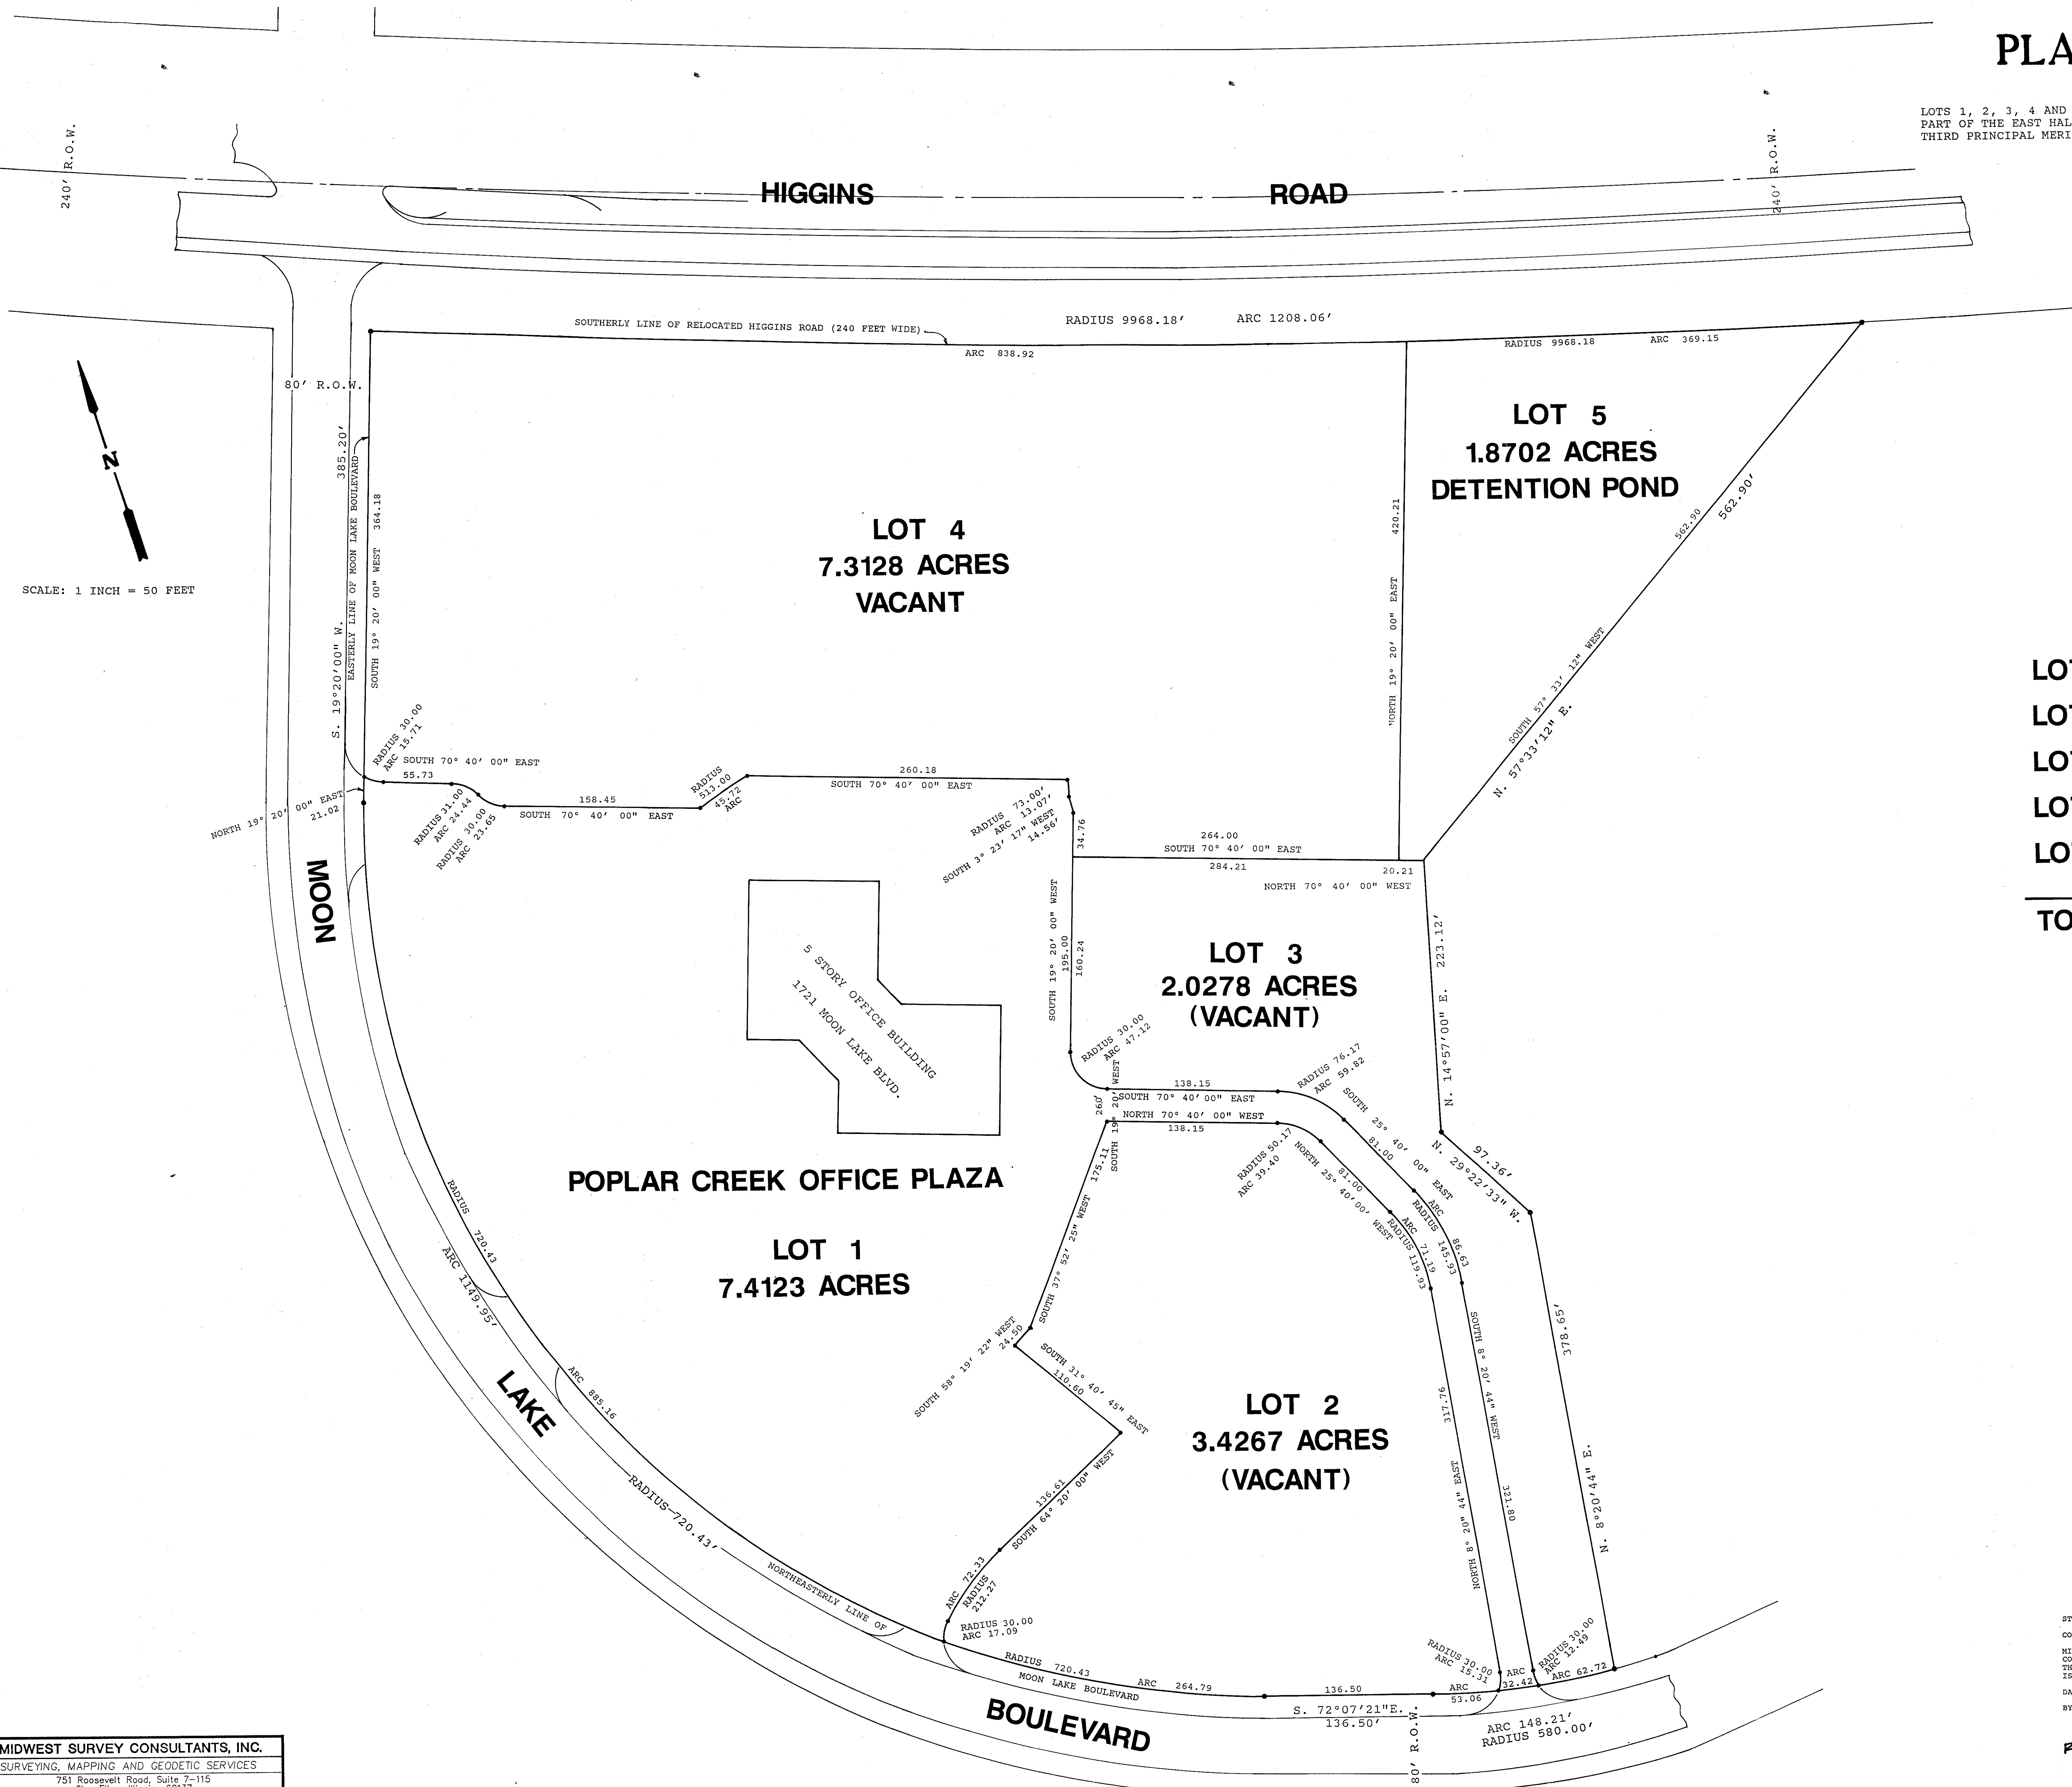 PLA
LOTS 1, 2, 3, 4 AND
PART OF THE EAST HAL
THIRD PRINCIPAL MERI
240' R.O.W.
240' R.O.W.
HIGGINS ROAD
SOUTHERLY LINE OF RELOCATED HIGGINS ROAD (240 FEET WIDE)
RADIUS 9968.18' ARC 1208.06'
ARC 838.92
RADIUS 9968.18 ARC 369.15
80' R.O.W.
385.20'
S. 19°20'00" W.
EASTERLY LINE OF MOON LAKE BOULEVARD
SOUTH 19° 20' 00" WEST 364.18
N
SCALE: 1 INCH = 50 FEET
LOT 4
7.3128 ACRES
VACANT
LOT 5
1.8702 ACRES
DETENTION POND
420.21
NORTH 19° 20' 00" EAST
562.90
562.90'
SOUTH 57° 33' 12" WEST
N. 57°33'12" E.
LOT
LOT
LOT
LOT
LOT
TO
RADIUS 30.00
ARC 15.71
SOUTH 70° 40' 00" EAST
55.73
NORTH 19° 20' 00" EAST
21.02
RADIUS 31.00
ARC 24.44
RADIUS 30.00
ARC 23.65
158.45
SOUTH 70° 40' 00" EAST
RADIUS
513.00
45.72
ARC
260.18
SOUTH 70° 40' 00" EAST
RADIUS 73.00'
ARC 13.07'
SOUTH 3° 23' 17" WEST
14.56'
34.76
264.00
SOUTH 70° 40' 00" EAST
284.21
20.21
NORTH 70° 40' 00" WEST
SOUTH 19° 20' 00" WEST
195.00
160.24
5 STORY OFFICE BUILDING
1721 MOON LAKE BLVD.
LOT 3
2.0278 ACRES
(VACANT)
N. 14°57'00" E. 223.12'
RADIUS 30.00
ARC 47.12
138.15
SOUTH 70° 40' 00" EAST
NORTH 70° 40' 00" WEST
138.15
SOUTH 19° 20' WEST
260'
RADIUS 76.17
ARC 59.82
SOUTH 25° 40' 00" EAST
81.00
RADIUS 50.17
ARC 39.40
NORTH 25° 40' 00' WEST
81.00
ARC 86.63
RADIUS 145.93
ARC 71.19
RADIUS 119.93
97.36'
N. 29°22'33" W.
POPLAR CREEK OFFICE PLAZA
LOT 1
7.4123 ACRES
SOUTH 37° 52' 25" WEST 175.11
SOUTH 58° 19' 22" WEST
24.50
SOUTH 31° 40' 45" EAST
110.60
136.61
SOUTH 64° 20' 00" WEST
ARC 72.33
RADIUS
212.27
RADIUS 30.00
ARC 17.09
LOT 2
3.4267 ACRES
(VACANT)
317.76
NORTH 8° 20" 44" EAST
SOUTH 8° 20' 44" WEST
321.80
378.65'
N. 8°20'44" E.
MOON
LAKE
BOULEVARD
RADIUS 720.43
ARC 1149.95'
ARC 885.16
RADIUS 720.43'
NORTHEASTERLY LINE OF
MOON LAKE BOULEVARD
RADIUS 720.43 ARC 264.79
136.50
S. 72°07'21"E.
136.50'
ARC
53.06
RADIUS 30.00
ARC 15.31
ARC
32.42
RADIUS 30.00
ARC 12.49
ARC 62.72
ARC 148.21'
RADIUS 580.00'
80' R.O.W.
MIDWEST SURVEY CONSULTANTS, INC.
SURVEYING, MAPPING AND GEODETIC SERVICES
751 Roosevelt Road, Suite 7-115
ST
CO
MI
CO
TH
IS
DA
BY